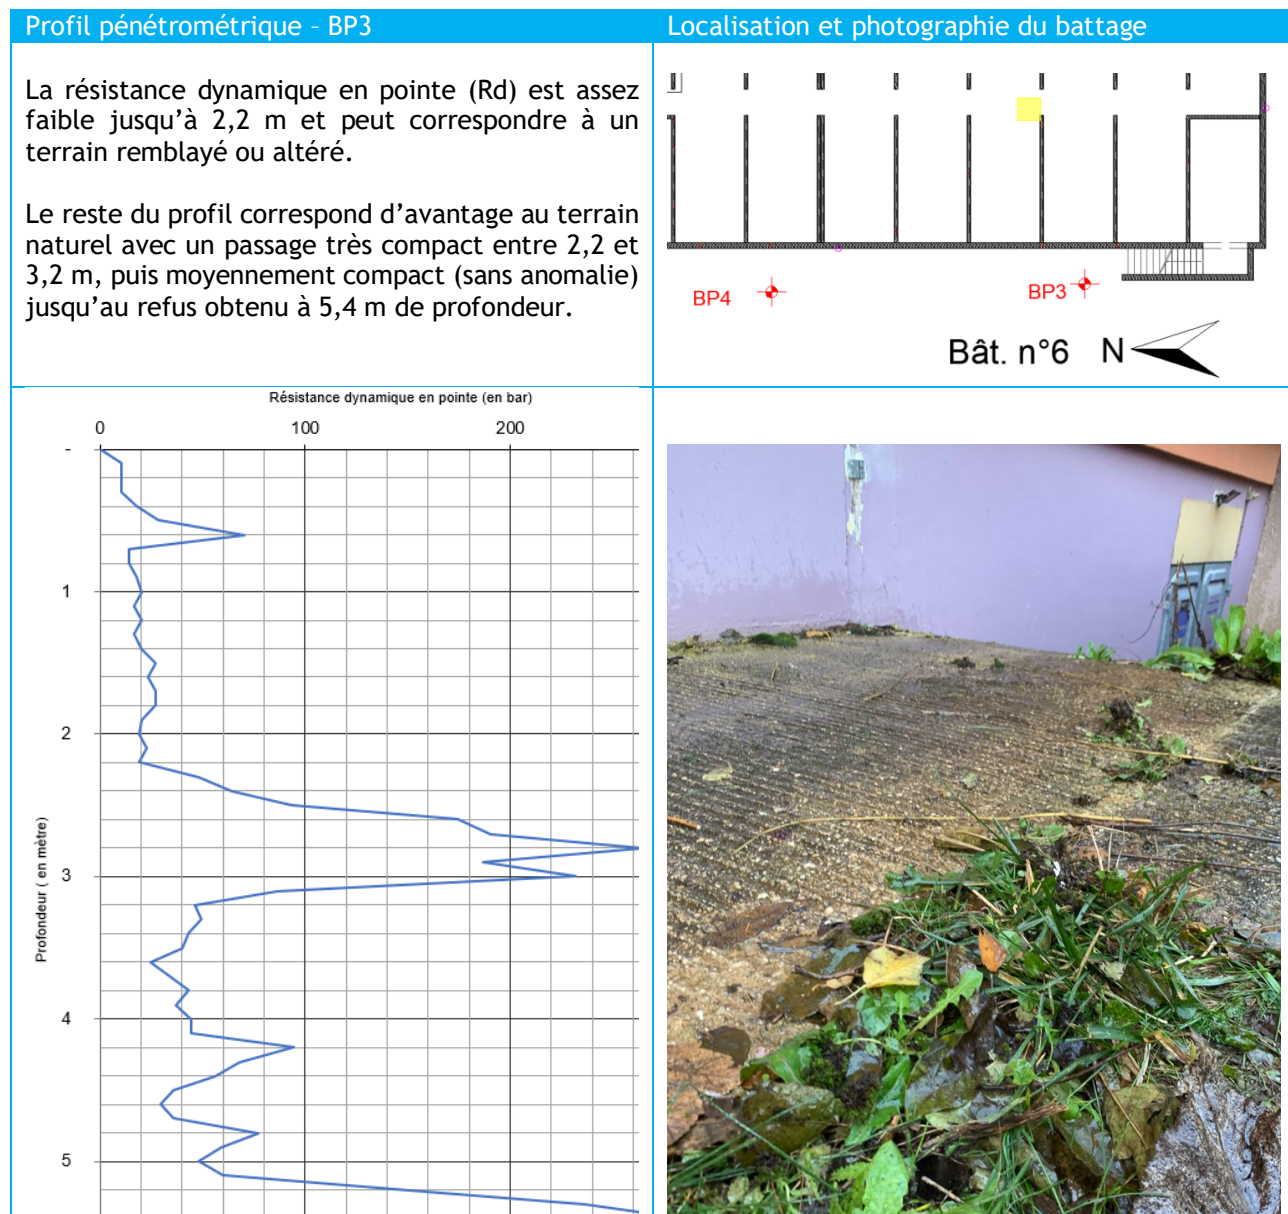 Profil pénétrométrique – BP3
Localisation et photographie du battage
La résistance dynamique en pointe (Rd) est assez
faible jusqu’à 2,2 m et peut correspondre à un
terrain remblayé ou altéré.
Le reste du profil correspond d’avantage au terrain
naturel avec un passage très compact entre 2,2 et
3,2 m, puis moyennement compact (sans anomalie)
jusqu’au refus obtenu à 5,4 m de profondeur.
BP4
BP3
Bât. n°6 N
Résistance dynamique en pointe (en bar)
0 100 200
-
1
2
3
4
5
Profondeur ( en mètre)